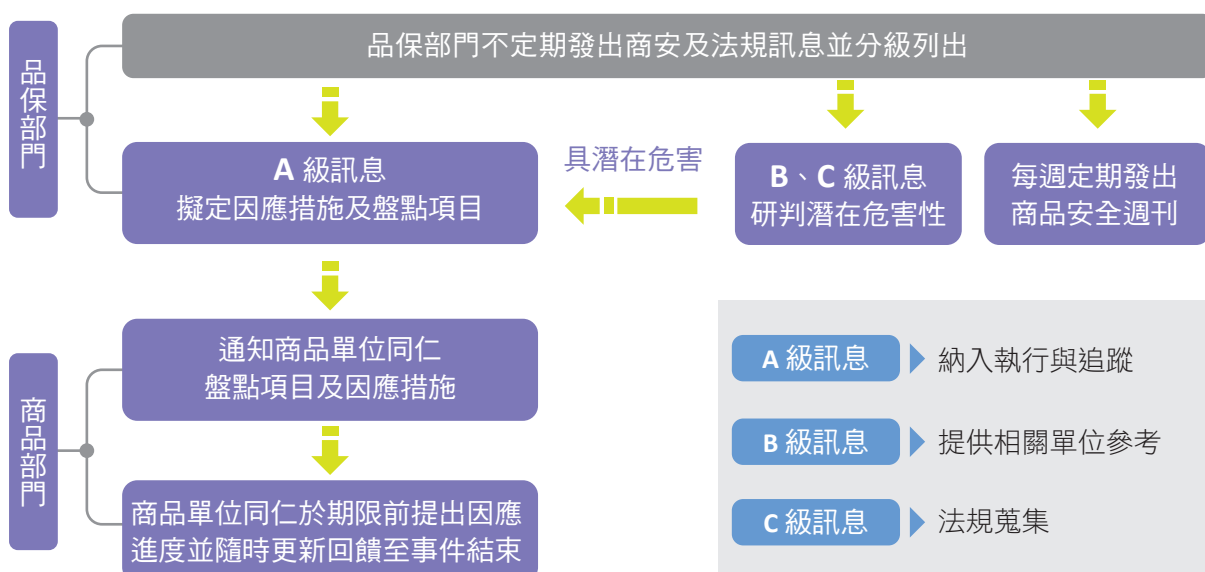 品保部門
品保部門不定期發出商安及法規訊息並分級列出
A 級訊息
擬定因應措施及盤點項目
具潛在危害
B、C 級訊息
研判潛在危害性
每週定期發出
商品安全週刊
商品部門
通知商品單位同仁
盤點項目及因應措施
商品單位同仁於期限前提出因應
進度並隨時更新回饋至事件結束
A 級訊息
納入執行與追蹤
B 級訊息
提供相關單位參考
C 級訊息
法規蒐集